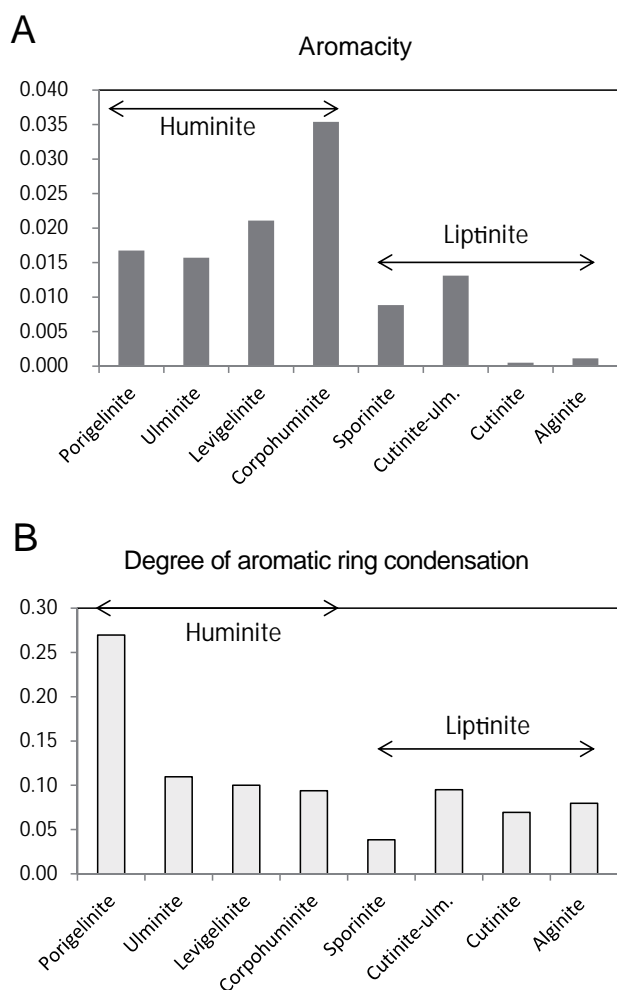 A
Aromacity
0.040
0.035
0.030
0.025
0.020
0.015
0.010
0.005
0.000
Huminite
Liptinite
Porigelinite
Ulminite
Levigelinite
Corpohuminite
Sporinite
Cutinite-ulm.
Cutinite
Alginite
B
Degree of aromatic ring condensation
0.30
0.25
0.20
0.15
0.10
0.05
0.00
Huminite
Liptinite
Porigelinite
Ulminite
Levigelinite
Corpohuminite
Sporinite
Cutinite-ulm.
Cutinite
Alginite